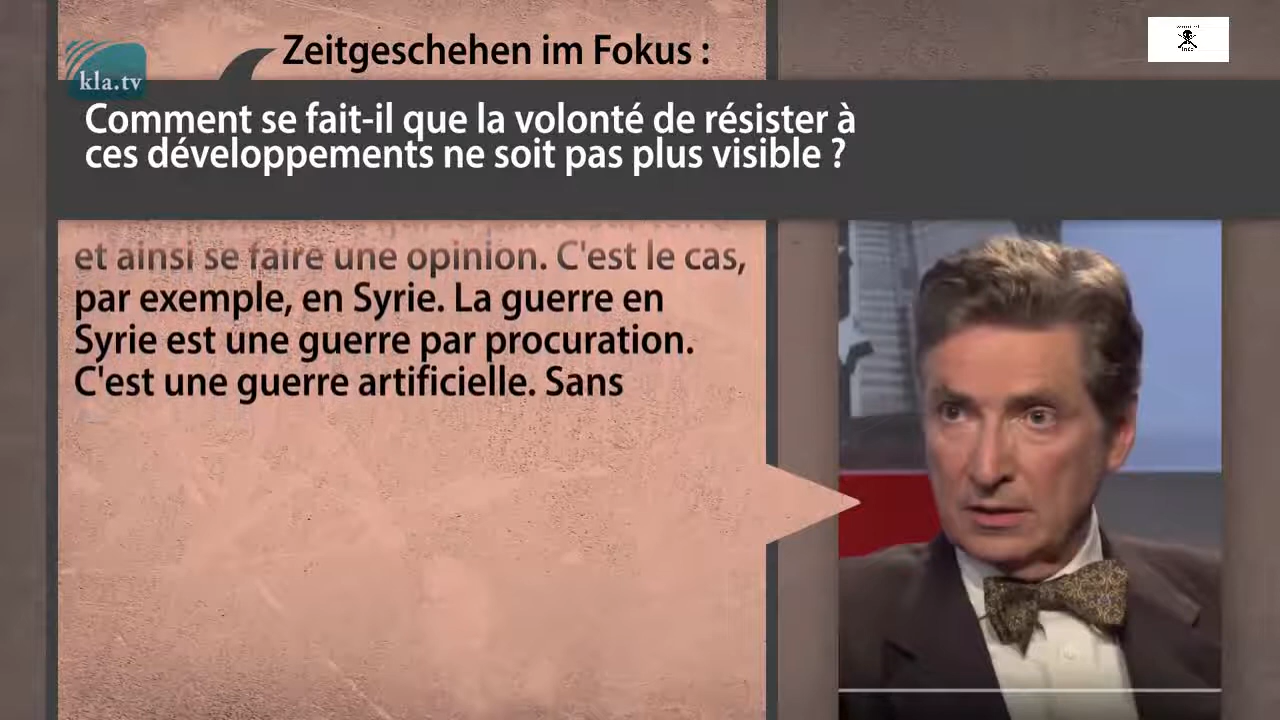 Zeitgeschehen im Fokus :
kla.tv
Comment se fait-il que la volonté de résister à
ces développements ne soit pas plus visible ?
et ainsi se faire une opinion. C'est le cas,
par exemple, en Syrie. La guerre en
Syrie est une guerre par procuration.
C'est une guerre artificielle. Sans